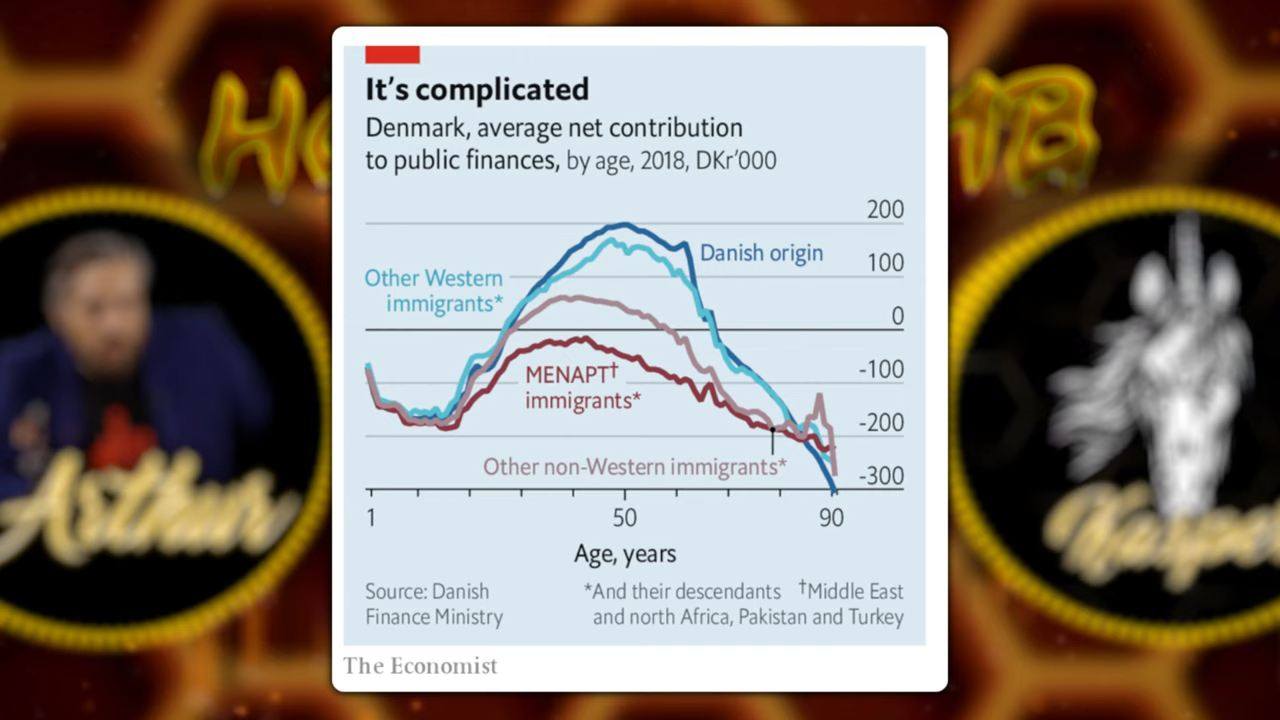 It's complicated
Denmark, average net contribution
to public finances, by age, 2018, DKr'000
200
Danish origin
100
Other Western
immigrants*
0
-100
MENAPT†
immigrants*
-200
Other non-Western immigrants*
-300
1 50 90
Age, years
Source: Danish
Finance Ministry
*And their descendants †Middle East
and north Africa, Pakistan and Turkey
The Economist
Arthur